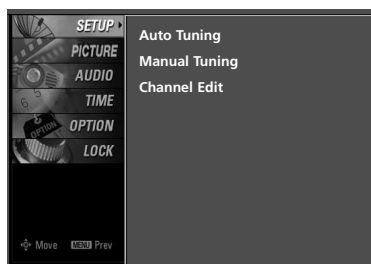 SETUP
PICTURE
AUDIO
TIME
OPTION
LOCK
Move MENU Prev
Auto Tuning
Manual Tuning
Channel Edit